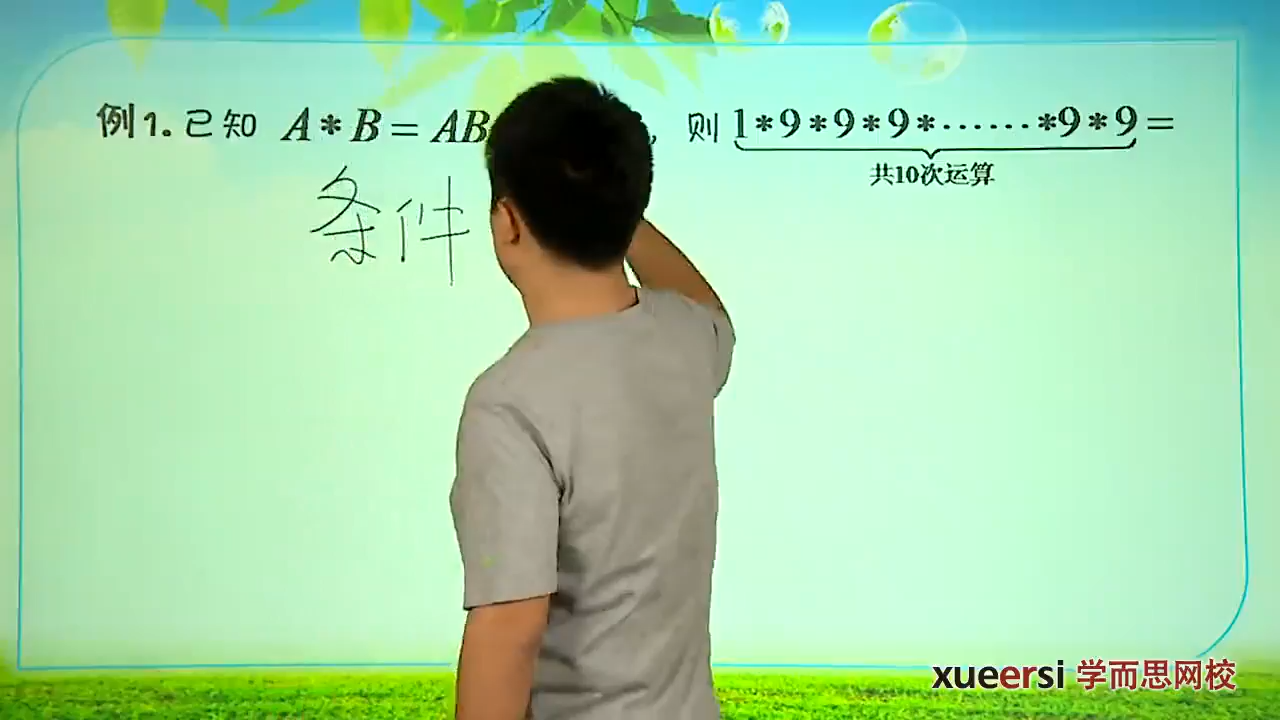 例1.已知 A*B=AB , 则 1*9*9*9*……*9*9=
共10次运算
条件
xueersi 学而思网校